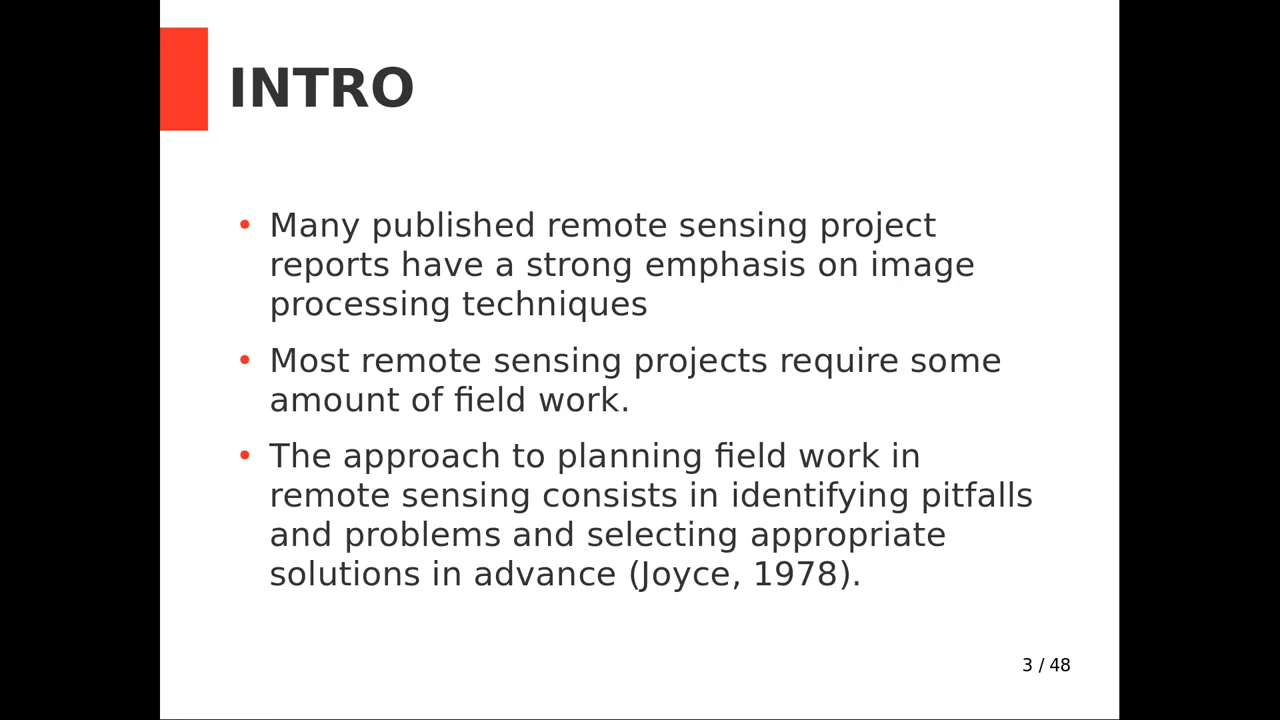 INTRO
• Many published remote sensing project
reports have a strong emphasis on image
processing techniques
• Most remote sensing projects require some
amount of field work.
• The approach to planning field work in
remote sensing consists in identifying pitfalls
and problems and selecting appropriate
solutions in advance (Joyce, 1978).
3 / 48